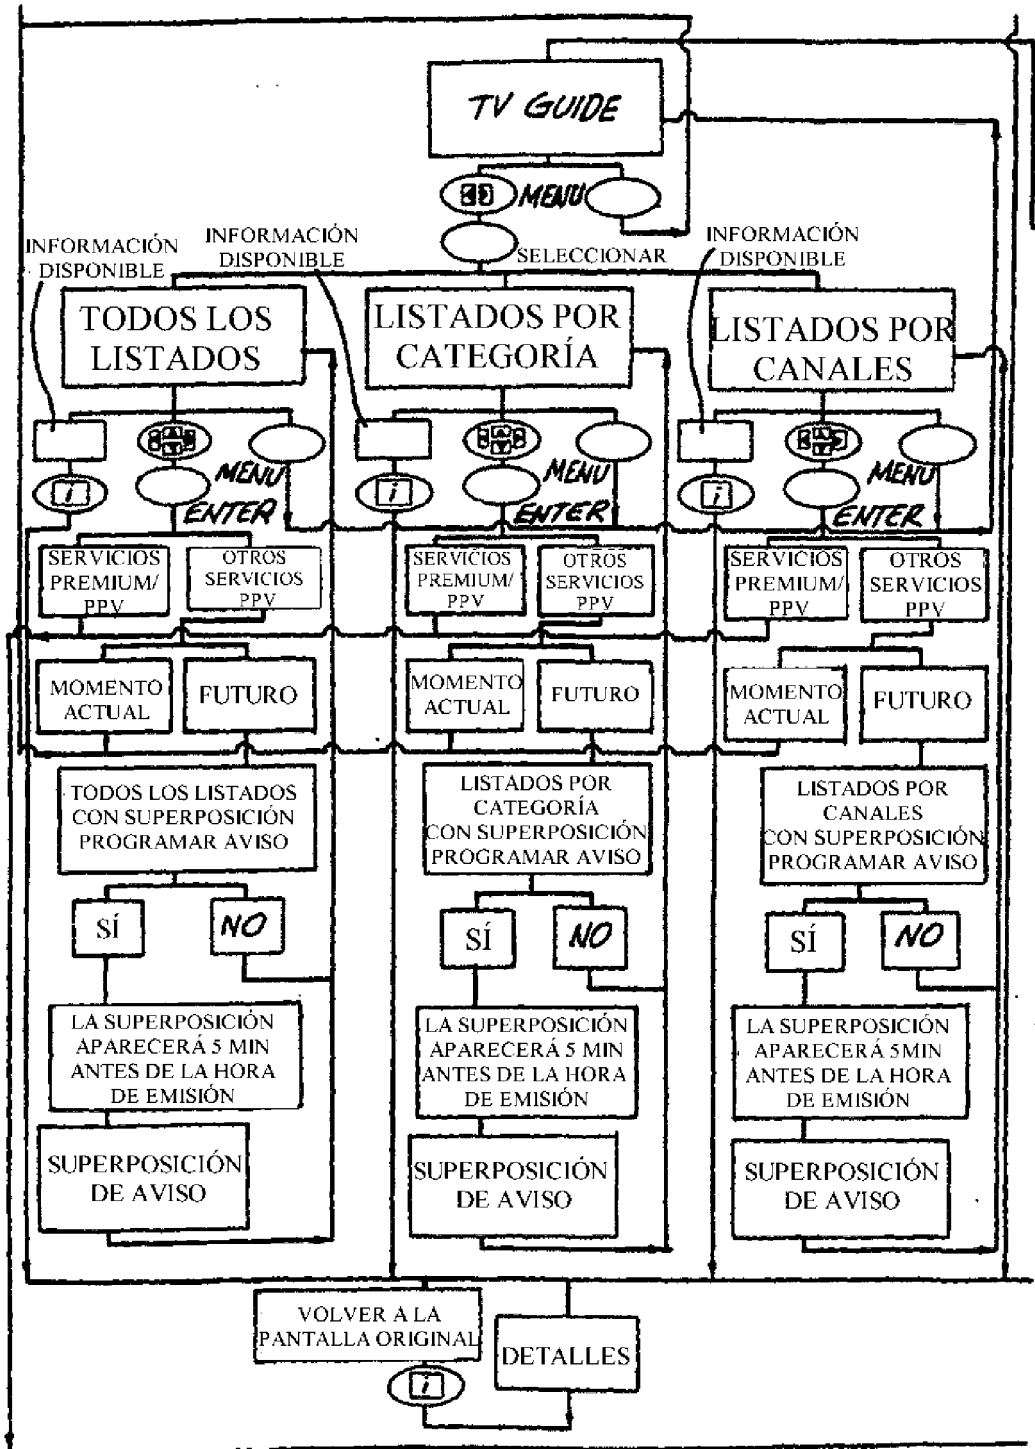 TV GUIDE
MENU
SELECCIONAR
INFORMACIÓN
DISPONIBLE
INFORMACIÓN
DISPONIBLE
INFORMACIÓN
DISPONIBLE
TODOS LOS
LISTADOS
LISTADOS POR
CATEGORÍA
LISTADOS POR
CANALES
i
MENU
ENTER
i
MENU
ENTER
i
MENU
ENTER
SERVICIOS
PREMIUM/
PPV
OTROS
SERVICIOS
PPV
SERVICIOS
PREMIUM/
PPV
OTROS
SERVICIOS
PPV
SERVICIOS
PREMIUM/
PPV
OTROS
SERVICIOS
PPV
MOMENTO
ACTUAL
FUTURO
MOMENTO
ACTUAL
FUTURO
MOMENTO
ACTUAL
FUTURO
TODOS LOS LISTADOS
CON SUPERPOSICIÓN
PROGRAMAR AVISO
LISTADOS POR
CATEGORÍA
CON SUPERPOSICIÓN
PROGRAMAR AVISO
LISTADOS POR
CANALES
CON SUPERPOSICIÓN
PROGRAMAR AVISO
SÍ
NO
SÍ
NO
SÍ
NO
LA SUPERPOSICIÓN
APARECERÁ 5 MIN
ANTES DE LA HORA
DE EMISIÓN
LA SUPERPOSICIÓN
APARECERÁ 5 MIN
ANTES DE LA HORA
DE EMISIÓN
LA SUPERPOSICIÓN
APARECERÁ 5MIN
ANTES DE LA HORA
DE EMISIÓN
SUPERPOSICIÓN
DE AVISO
SUPERPOSICIÓN
DE AVISO
SUPERPOSICIÓN
DE AVISO
VOLVER A LA
PANTALLA ORIGINAL
i
DETALLES